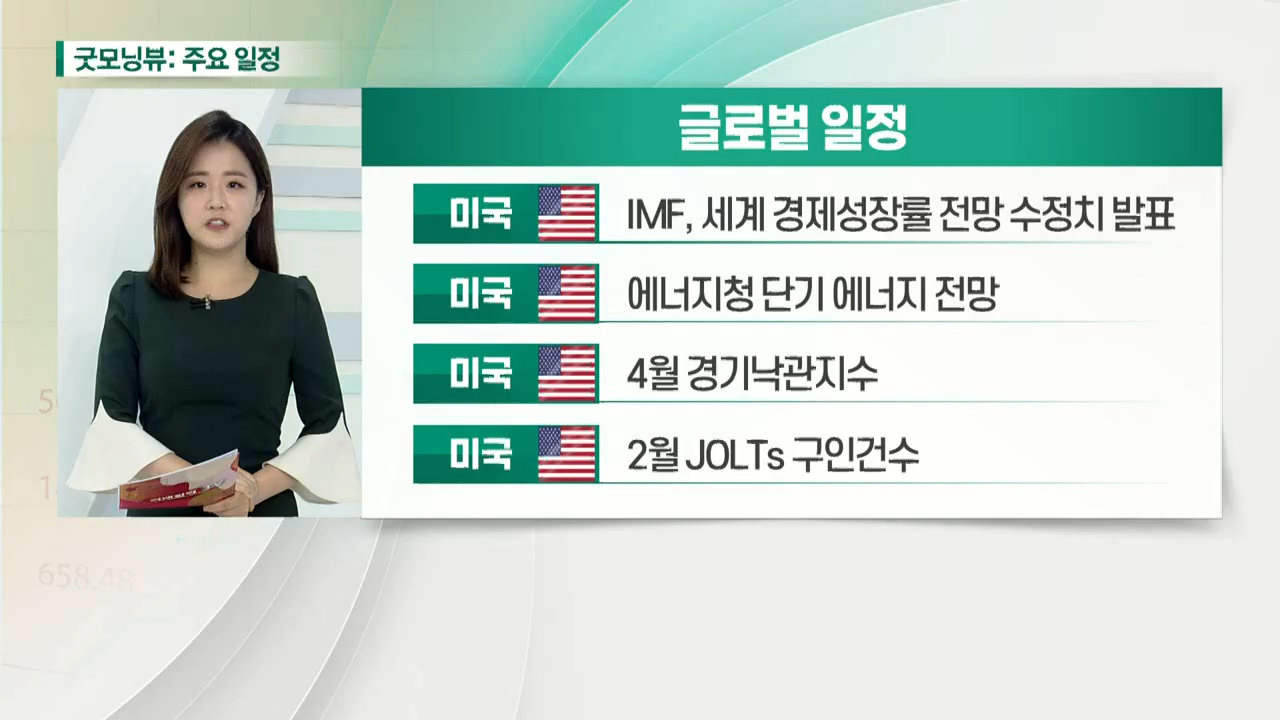 굿모닝뷰: 주요 일정
글로벌 일정
미국 IMF, 세계 경제성장률 전망 수정치 발표
미국 에너지청 단기 에너지 전망
미국 4월 경기낙관지수
미국 2월 JOLTs 구인건수
658.48